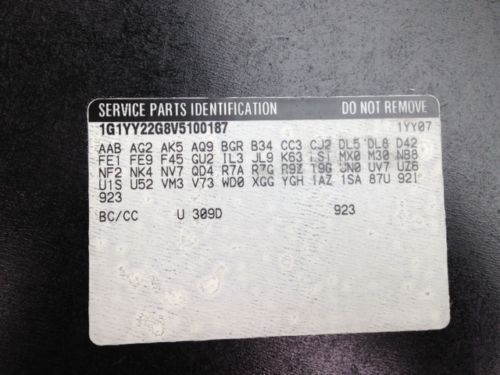 SERVICE PARTS IDENTIFICATION DO NOT REMOVE
1G1YY22G8V5100187 1YY07
AAB AG2 AK5 AQ9 BGR B34 CC3 CJ2 DL5 DL8 D42
FE1 FE9 F45 GU2 IL3 JL9 K63 LS1 MX0 M30 NB8
NF2 NK4 NV7 QD4 R7A R7G R9Z T9G UN0 UV7 UZ6
U1S U52 VM3 V73 WD0 XGG YGH 1AZ 1SA 87U 92I
923
BC/CC U 309D 923